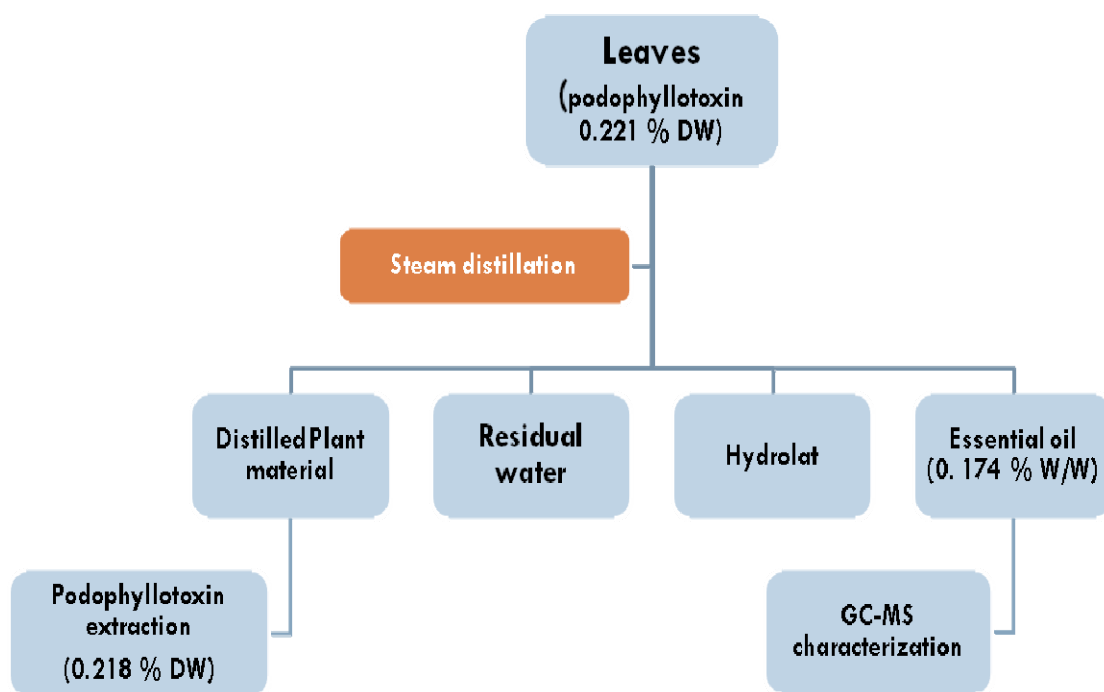 Leaves
(podophyllotoxin
0.221 % DW)
Steam distillation
Distilled Plant
material
Residual
water
Hydrolat
Essential oil
(0. 174 % W/W)
Podophyllotoxin
extraction
(0.218 % DW)
GC-MS
characterization